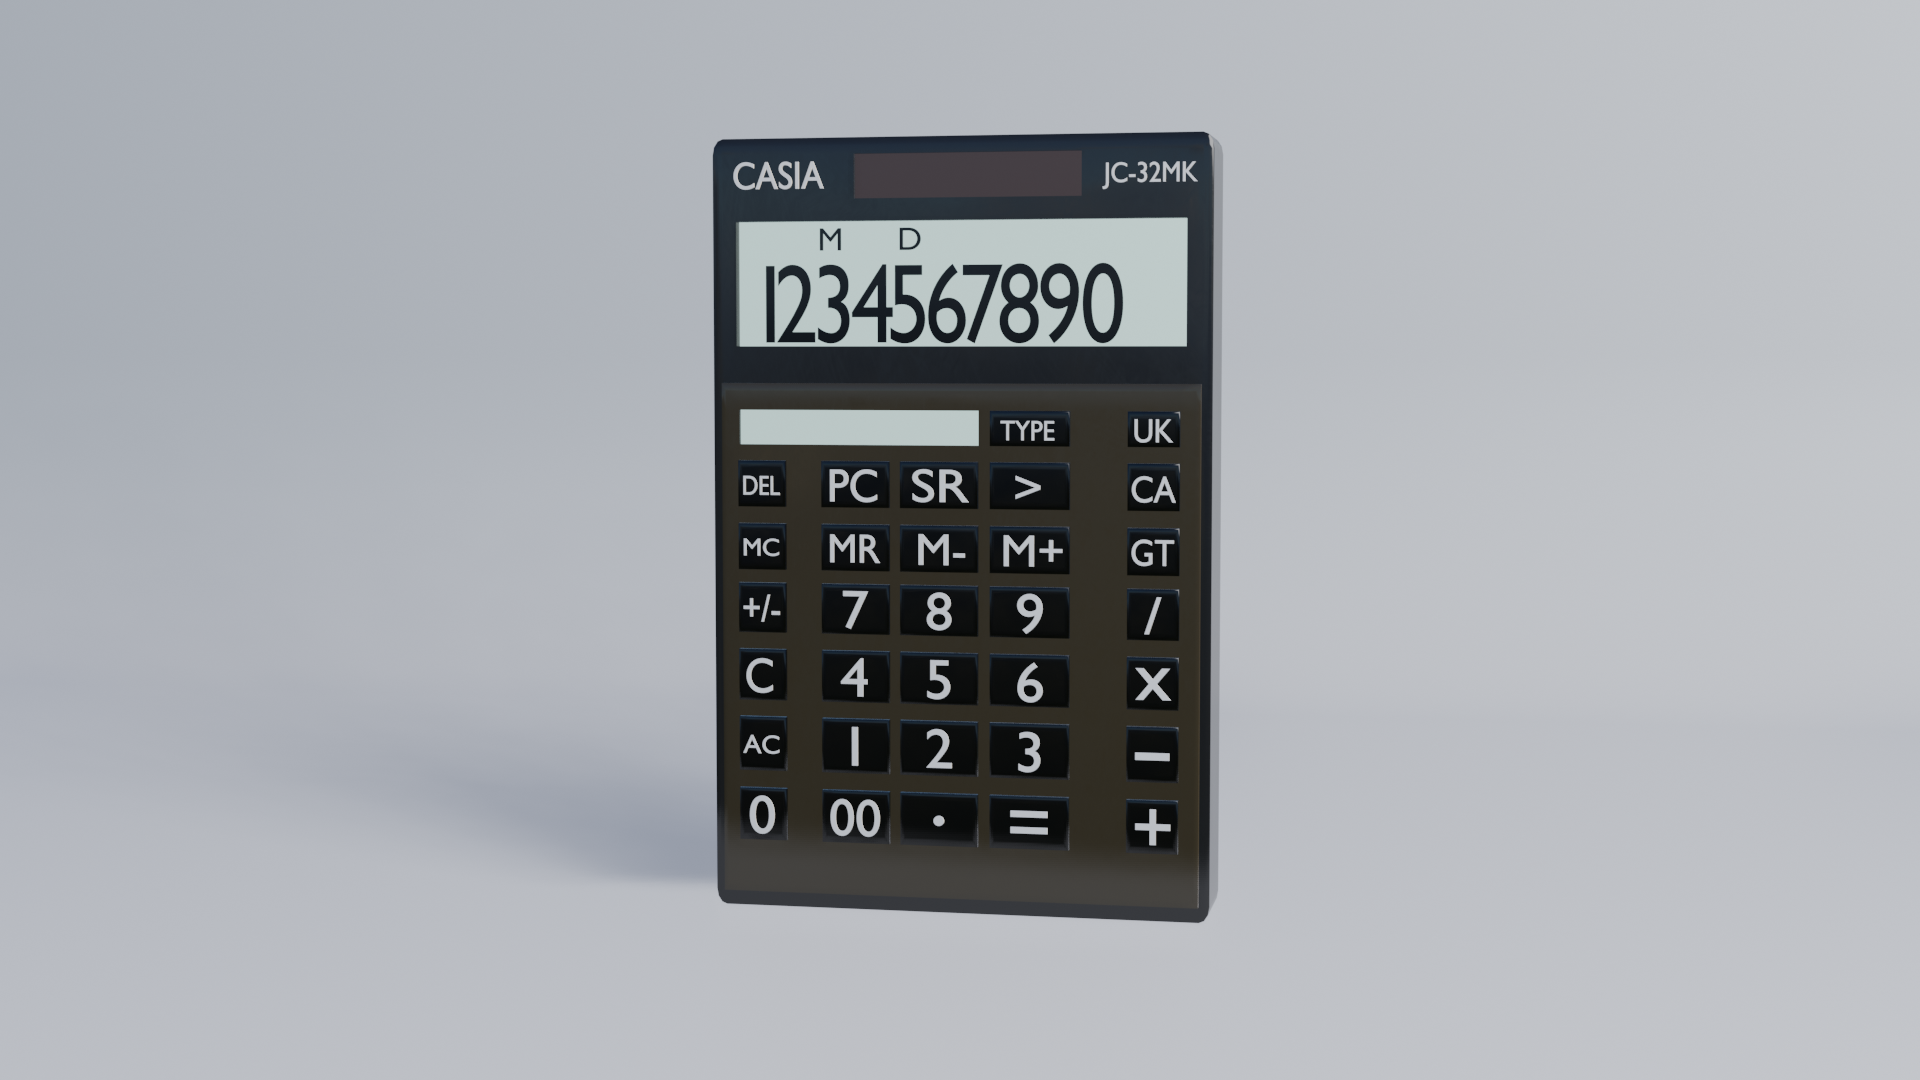 CASIA JC-32MK
M D
1234567890
TYPE UK
DEL PC SR > CA
MC MR M- M+ GT
+/- 7 8 9 /
C 4 5 6 X
AC 1 2 3 −
0 00 · = +